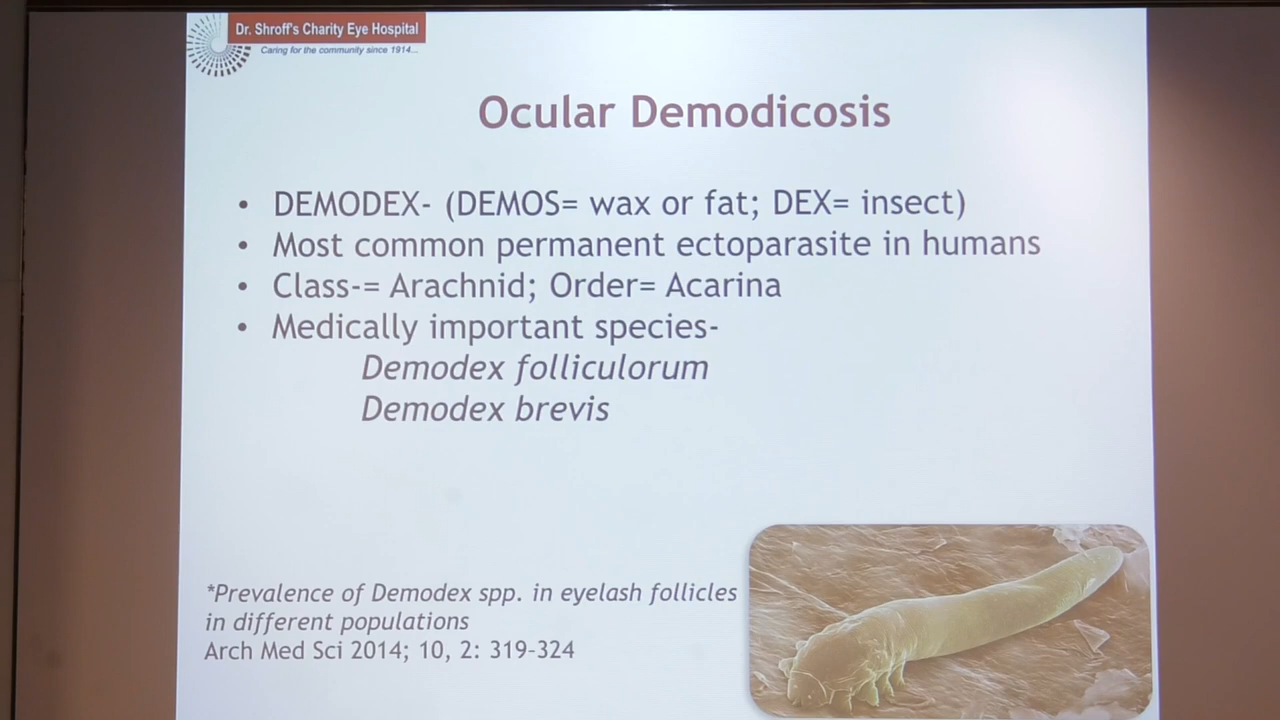 Dr. Shroff's Charity Eye Hospital
Caring for the community since 1914...
Ocular Demodicosis
• DEMODEX- (DEMOS= wax or fat; DEX= insect)
• Most common permanent ectoparasite in humans
• Class-= Arachnid; Order= Acarina
• Medically important species-
Demodex folliculorum
Demodex brevis
*Prevalence of Demodex spp. in eyelash follicles
in different populations
Arch Med Sci 2014; 10, 2: 319–324